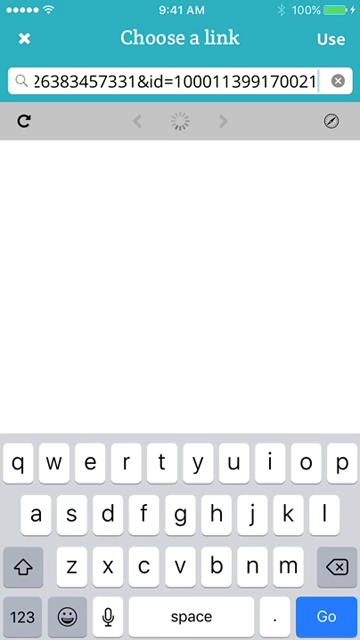 9:41 AM
100%
Choose a link
Use
26383457331&id=100011399170021
q w e r t y u i o p
a s d f g h j k l
z x c v b n m
123
space
.
Go